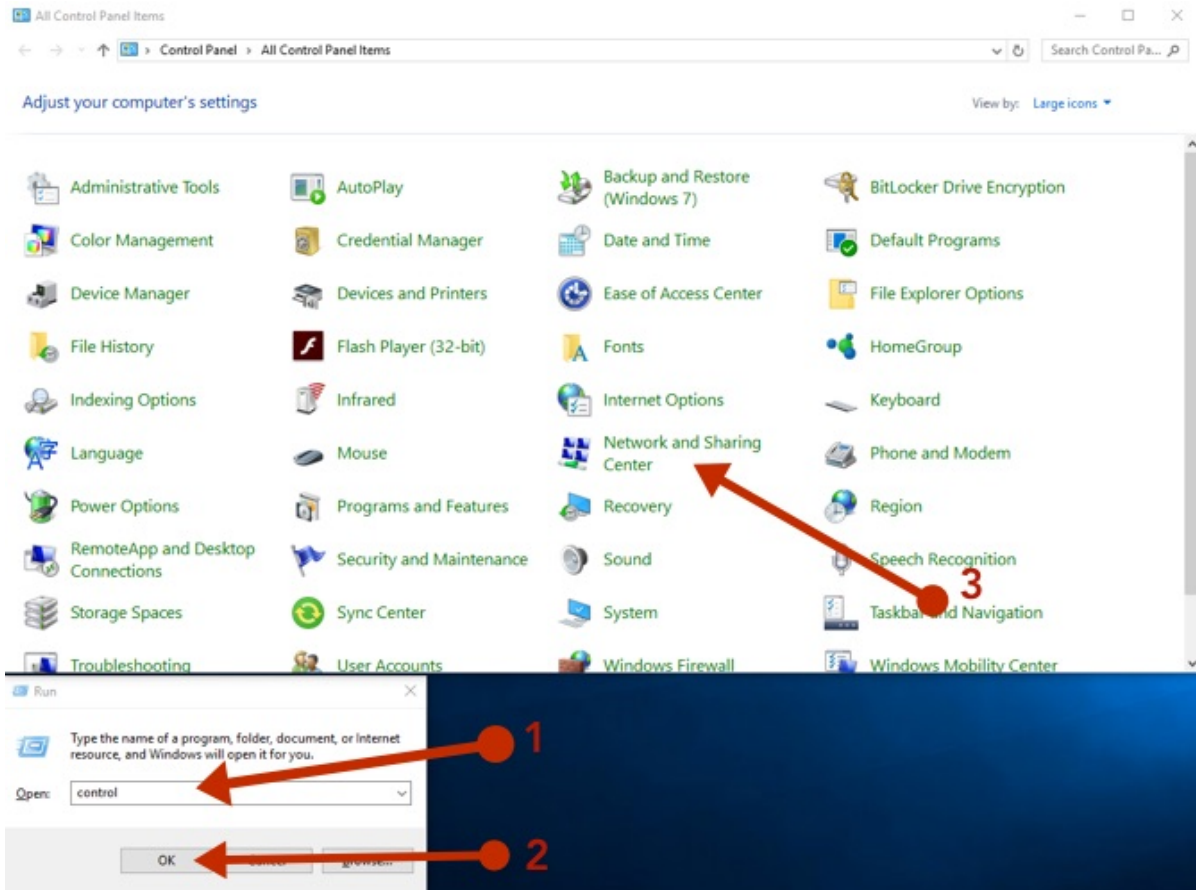 All Control Panel Items
Control Panel › All Control Panel Items
Search Control Pa...
Adjust your computer's settings
View by: Large icons
Administrative Tools
AutoPlay
Backup and Restore
(Windows 7)
BitLocker Drive Encryption
Color Management
Credential Manager
Date and Time
Default Programs
Device Manager
Devices and Printers
Ease of Access Center
File Explorer Options
File History
Flash Player (32-bit)
Fonts
HomeGroup
Indexing Options
Infrared
Internet Options
Keyboard
Language
Mouse
Network and Sharing
Center
Phone and Modem
Power Options
Programs and Features
Recovery
Region
RemoteApp and Desktop
Connections
Security and Maintenance
Sound
Speech Recognition
3
Storage Spaces
Sync Center
System
Taskbar and Navigation
Troubleshooting
User Accounts
Windows Firewall
Windows Mobility Center
Run
Type the name of a program, folder, document, or Internet
resource, and Windows will open it for you.
1
Open: control
OK
2